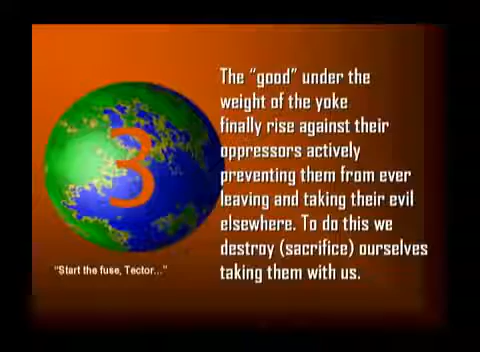 The "good" under the
weight of the yoke
finally rise against their
oppressors actively
preventing them from ever
leaving and taking their evil
elsewhere. To do this we
destroy (sacrifice) ourselves
taking them with us.
3
"Start the fuse, Tector..."